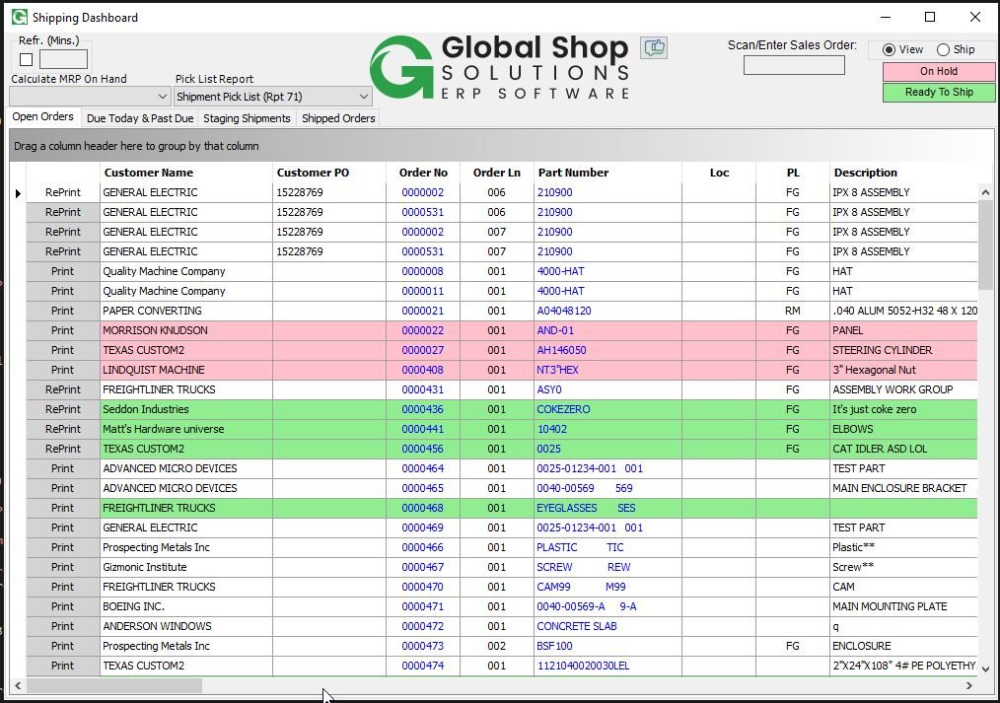 Shipping Dashboard
Refr. (Mins.)
Calculate MRP On Hand
Pick List Report
Shipment Pick List (Rpt 71)
Global Shop
SOLUTIONS
ERP SOFTWARE
Scan/Enter Sales Order:
View Ship
On Hold
Ready To Ship
Open Orders Due Today & Past Due Staging Shipments Shipped Orders
Drag a column header here to group by that column
Customer Name Customer PO Order No Order Ln Part Number Loc PL Description
RePrint GENERAL ELECTRIC 15228769 0000002 006 210900 FG IPX 8 ASSEMBLY
RePrint GENERAL ELECTRIC 15228769 0000531 006 210900 FG IPX 8 ASSEMBLY
RePrint GENERAL ELECTRIC 15228769 0000002 007 210900 FG IPX 8 ASSEMBLY
RePrint GENERAL ELECTRIC 15228769 0000531 007 210900 FG IPX 8 ASSEMBLY
Print Quality Machine Company 0000008 001 4000-HAT FG HAT
Print Quality Machine Company 0000011 001 4000-HAT FG HAT
Print PAPER CONVERTING 0000021 001 A04048120 RM .040 ALUM 5052-H32 48 X 120
Print MORRISON KNUDSON 0000022 001 AND-01 FG PANEL
Print TEXAS CUSTOM2 0000027 001 AH146050 FG STEERING CYLINDER
Print LINDQUIST MACHINE 0000408 001 NT3"HEX FG 3" Hexagonal Nut
RePrint FREIGHTLINER TRUCKS 0000431 001 ASY0 FG ASSEMBLY WORK GROUP
RePrint Seddon Industries 0000436 001 COKEZERO FG It's just coke zero
RePrint Matt's Hardware universe 0000441 001 10402 FG ELBOWS
RePrint TEXAS CUSTOM2 0000456 001 0025 FG CAT IDLER ASD LOL
Print ADVANCED MICRO DEVICES 0000464 001 0025-01234-001 001 TEST PART
Print ADVANCED MICRO DEVICES 0000465 001 0040-00569 569 MAIN ENCLOSURE BRACKET
Print FREIGHTLINER TRUCKS 0000468 001 EYEGLASSES SES
Print GENERAL ELECTRIC 0000469 001 0025-01234-001 001 TEST PART
Print Prospecting Metals Inc 0000466 001 PLASTIC TIC Plastic**
Print Gizmonic Institute 0000467 001 SCREW REW Screw**
Print FREIGHTLINER TRUCKS 0000470 001 CAM99 M99 CAM
Print BOEING INC. 0000471 001 0040-00569-A 9-A MAIN MOUNTING PLATE
Print ANDERSON WINDOWS 0000472 001 CONCRETE SLAB q
Print Prospecting Metals Inc 0000473 002 BSF100 FG ENCLOSURE
Print TEXAS CUSTOM2 0000474 001 1121040020030LEL 2"X24"X108" 4# PE POLYETHY